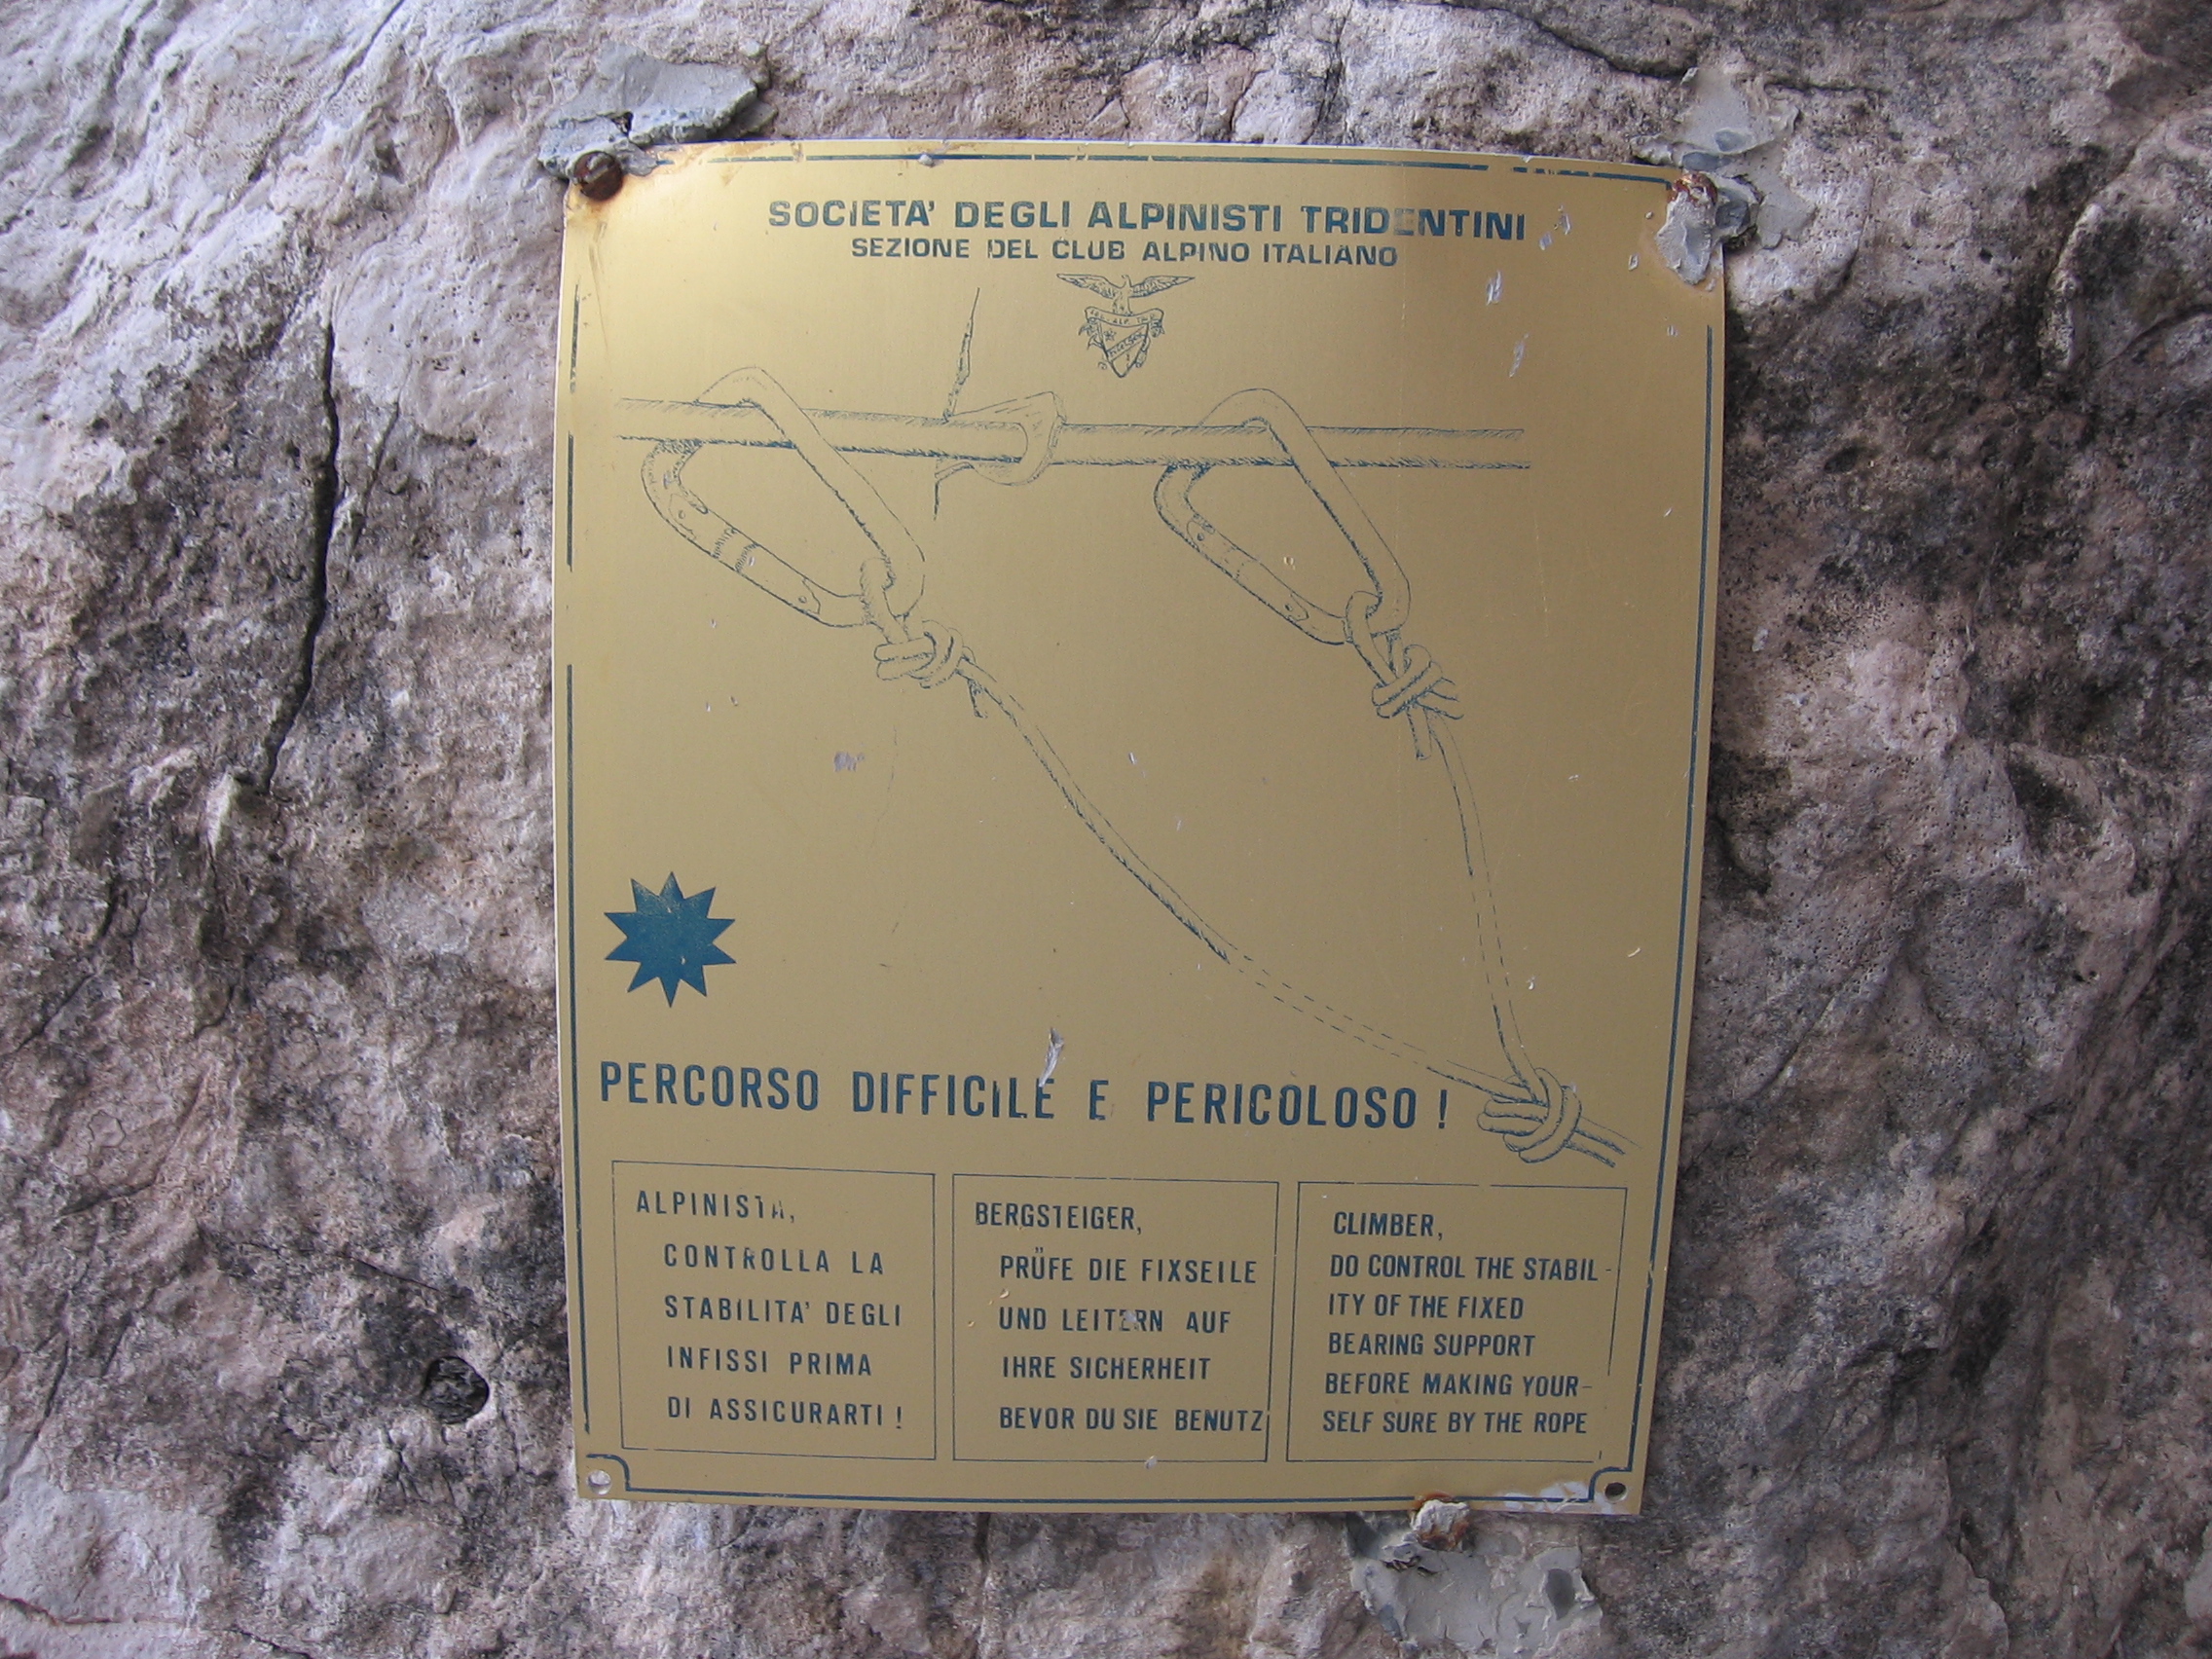 SOCIETA' DEGLI ALPINISTI TRIDENTINI
SEZIONE DEL CLUB ALPINO ITALIANO
PERCORSO DIFFICILE E PERICOLOSO !
ALPINISTA,
CONTROLLA LA
STABILITA' DEGLI
INFISSI PRIMA
DI ASSICURARTI !
BERGSTEIGER,
PRÜFE DIE FIXSEILE
UND LEITERN AUF
IHRE SICHERHEIT
BEVOR DU SIE BENUTZ
CLIMBER,
DO CONTROL THE STABIL-
ITY OF THE FIXED
BEARING SUPPORT
BEFORE MAKING YOUR-
SELF SURE BY THE ROPE